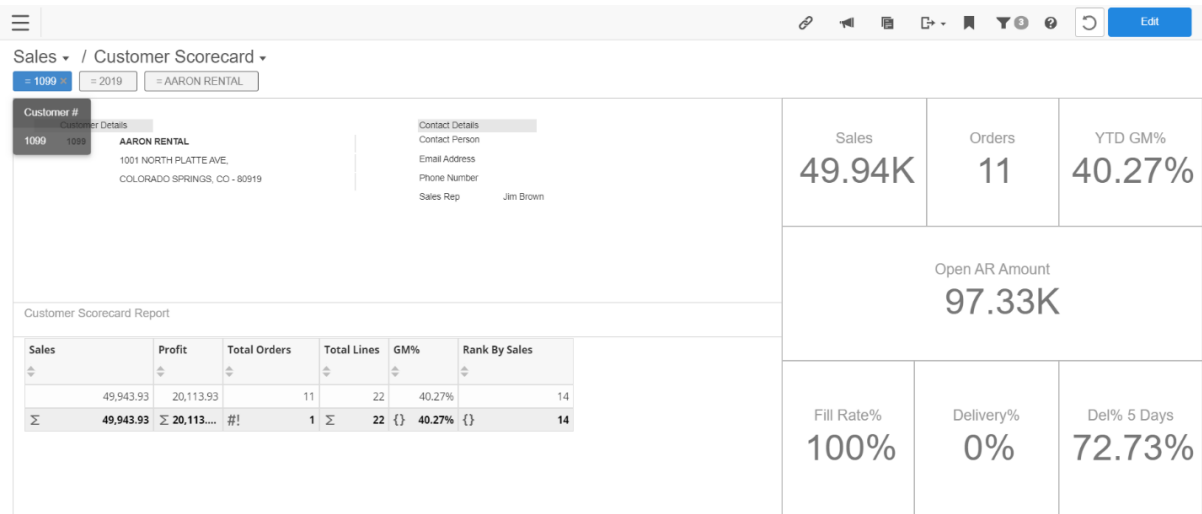 3
Edit
Sales / Customer Scorecard
= 1099 × = 2019 = AARON RENTAL
Customer #
1099
Customer Details
1099 AARON RENTAL
1001 NORTH PLATTE AVE,
COLORADO SPRINGS, CO - 80919
Contact Details
Contact Person
Email Address
Phone Number
Sales Rep Jim Brown
Sales Orders YTD GM%
49.94K 11 40.27%
Open AR Amount
97.33K
Customer Scorecard Report
Sales Profit Total Orders Total Lines GM% Rank By Sales
49,943.93 20,113.93 11 22 40.27% 14
Σ 49,943.93 Σ 20,113.... #! 1 Σ 22 {} 40.27% {} 14
Fill Rate% Delivery% Del% 5 Days
100% 0% 72.73%